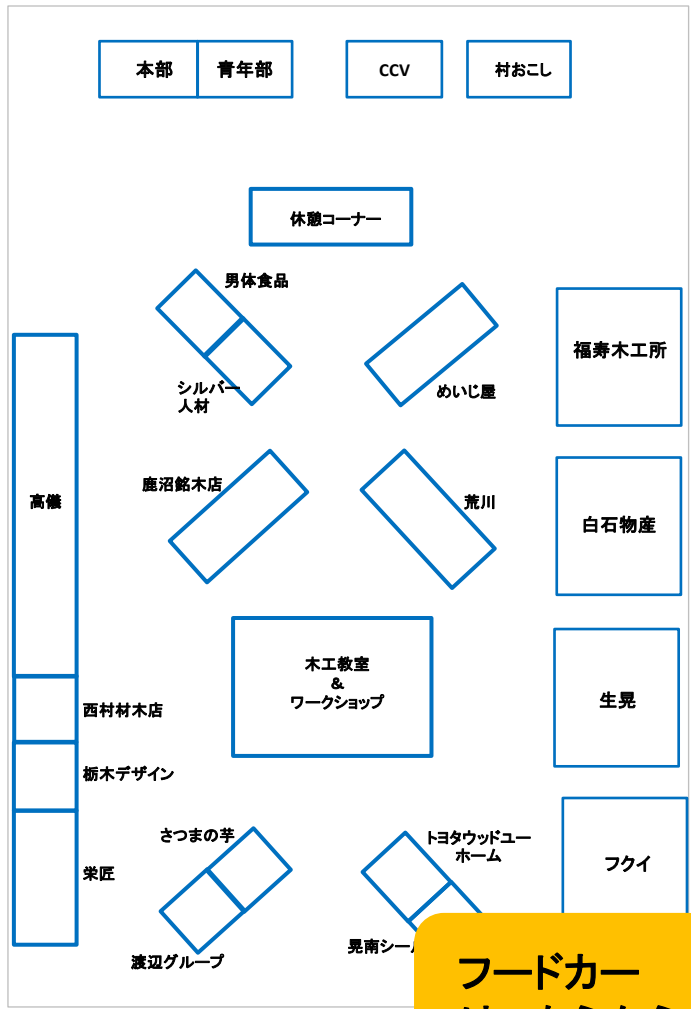 本部
青年部
CCV
村おこし
休憩コーナー
男体食品
シルバー
人材
めいじ屋
福寿木工所
高儀
鹿沼銘木店
荒川
白石物産
木工教室
&
ワークショップ
西村材木店
生晃
栃木デザイン
さつまの芋
トヨタウッドユー
ホーム
栄匠
フクイ
渡辺グループ
晃南シール
フードカー